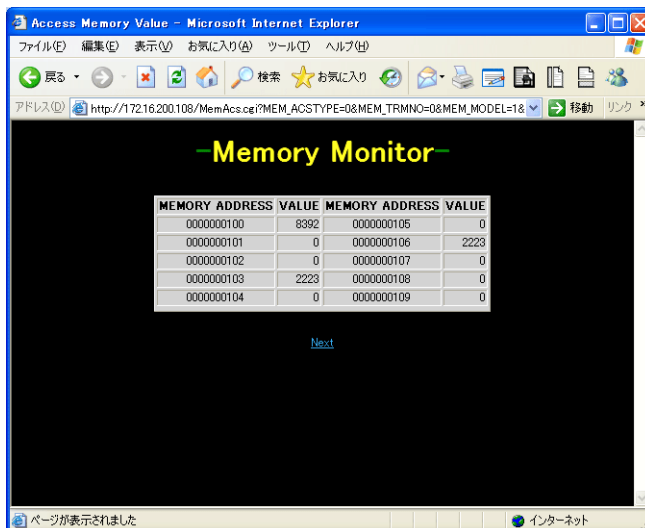 Access Memory Value - Microsoft Internet Explorer
ファイル(F) 編集(E) 表示(V) お気に入り(A) ツール(T) ヘルプ(H)
戻る 検索 お気に入り
アドレス(D) http://172.16.200.108/MemAcs.cgi?MEM_ACSTYPE=0&MEM_TRMNO=0&MEM_MODEL=1& 移動 リンク »
-Memory Monitor-
MEMORY ADDRESS VALUE MEMORY ADDRESS VALUE
0000000100 8392 0000000105 0
0000000101 0 0000000106 2223
0000000102 0 0000000107 0
0000000103 2223 0000000108 0
0000000104 0 0000000109 0
Next
ページが表示されました インターネット